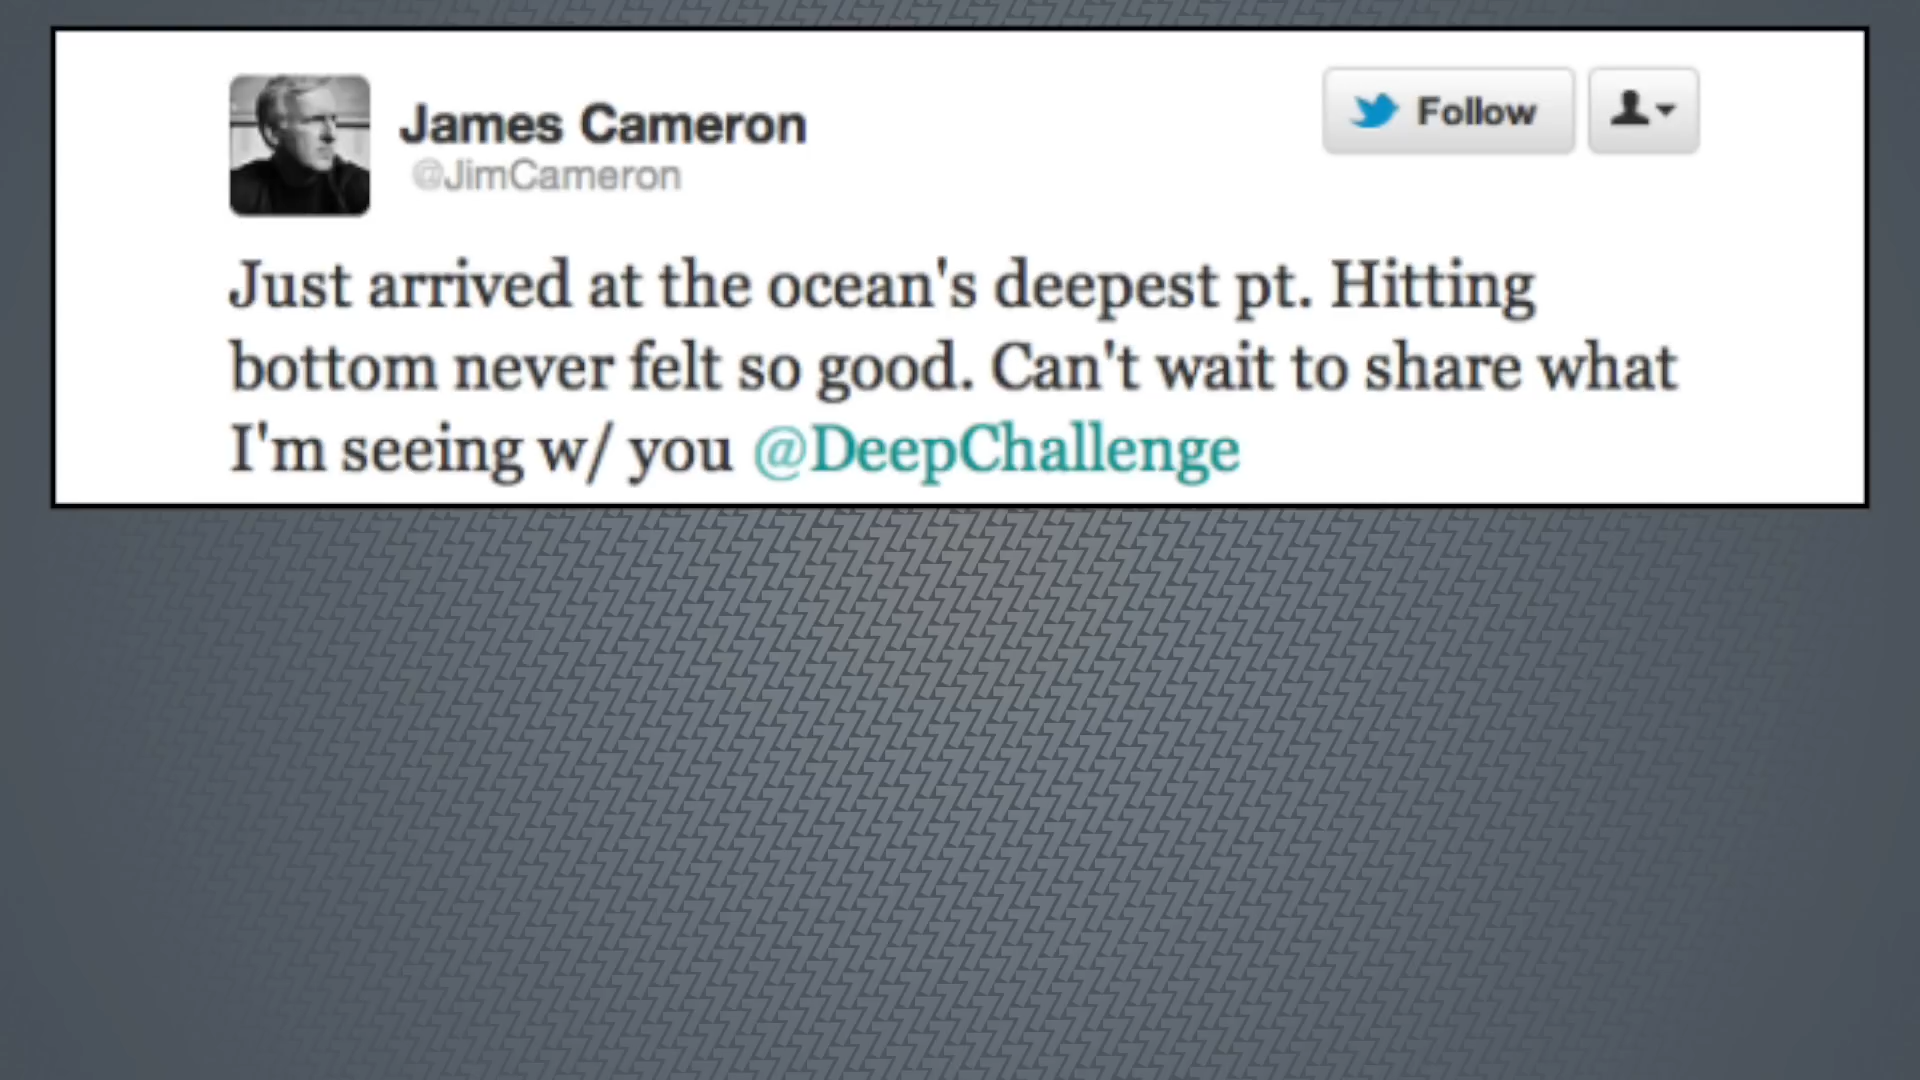 James Cameron
@JimCameron
Follow
Just arrived at the ocean's deepest pt. Hitting
bottom never felt so good. Can't wait to share what
I'm seeing w/ you @DeepChallenge